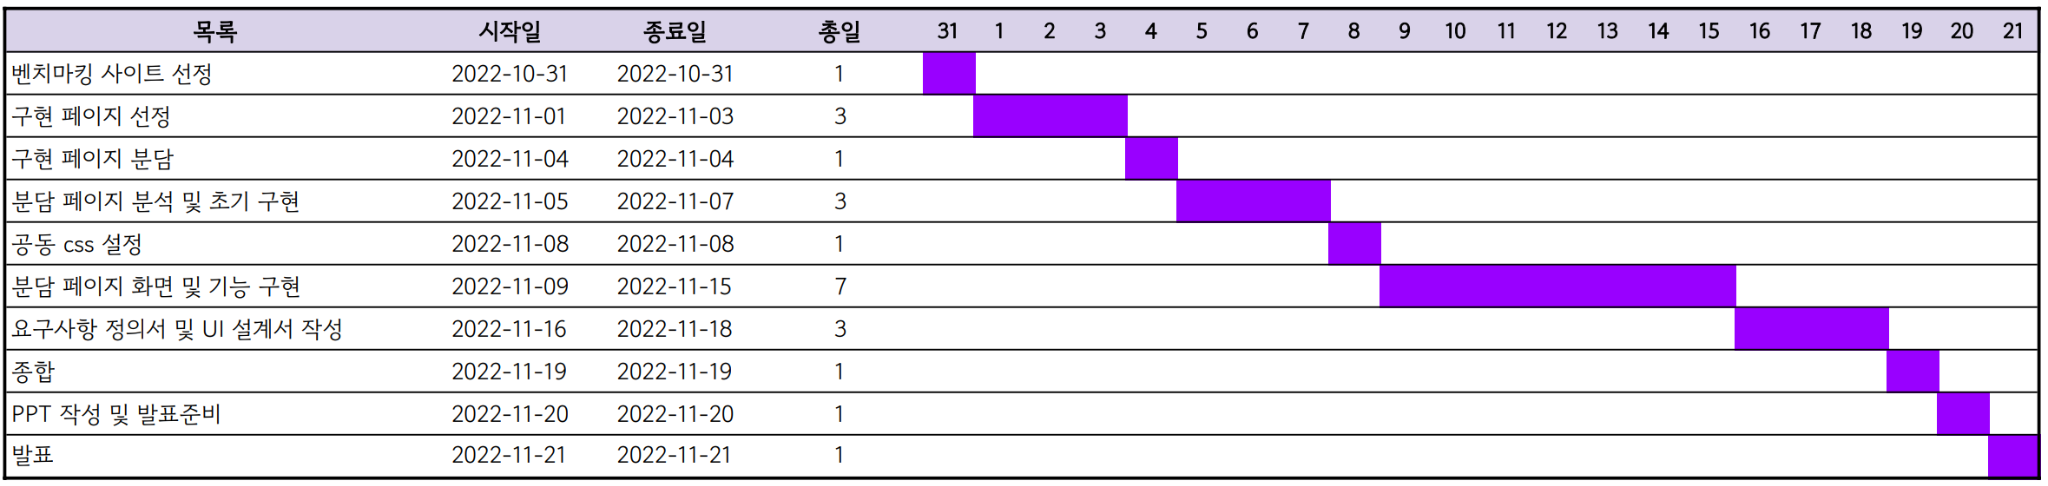 목록 시작일 종료일 총일 31 1 2 3 4 5 6 7 8 9 10 11 12 13 14 15 16 17 18 19 20 21
벤치마킹 사이트 선정 2022-10-31 2022-10-31 1
구현 페이지 선정 2022-11-01 2022-11-03 3
구현 페이지 분담 2022-11-04 2022-11-04 1
분담 페이지 분석 및 초기 구현 2022-11-05 2022-11-07 3
공동 css 설정 2022-11-08 2022-11-08 1
분담 페이지 화면 및 기능 구현 2022-11-09 2022-11-15 7
요구사항 정의서 및 UI 설계서 작성 2022-11-16 2022-11-18 3
종합 2022-11-19 2022-11-19 1
PPT 작성 및 발표준비 2022-11-20 2022-11-20 1
발표 2022-11-21 2022-11-21 1